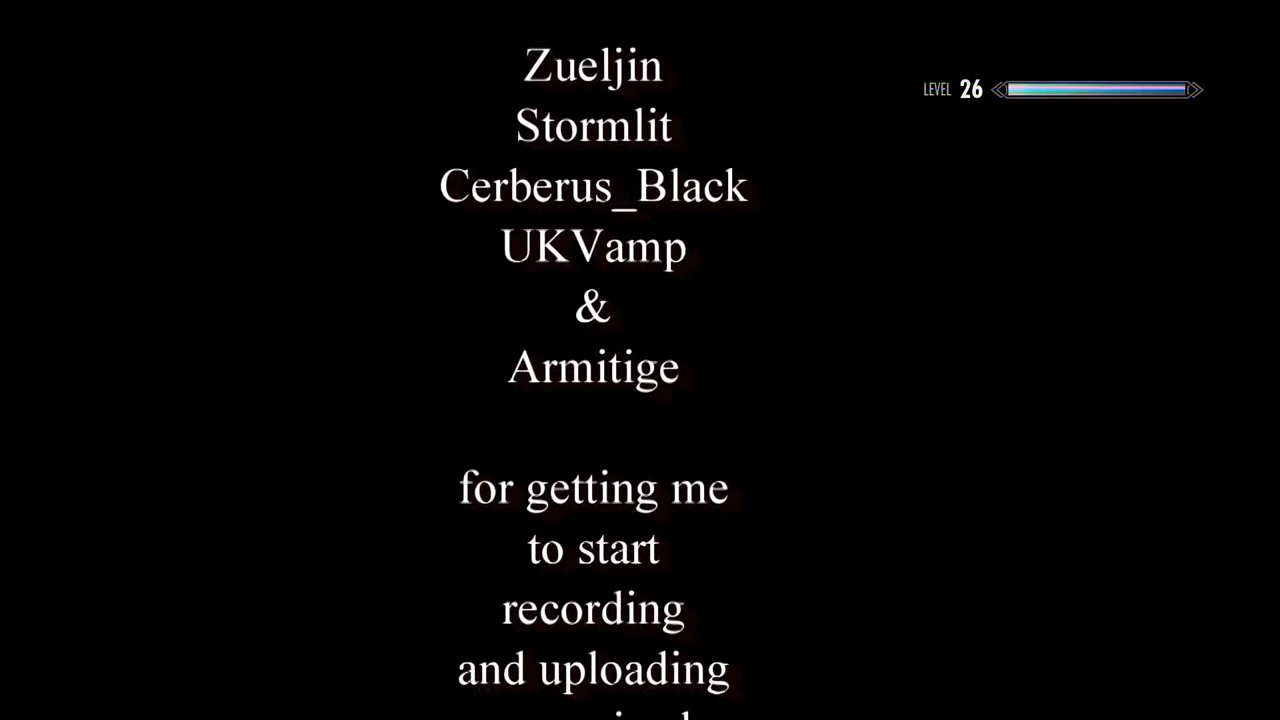 Zueljin
LEVEL 26
Stormlit
Cerberus_Black
UKVamp
&
Armitige
for getting me
to start
recording
and uploading